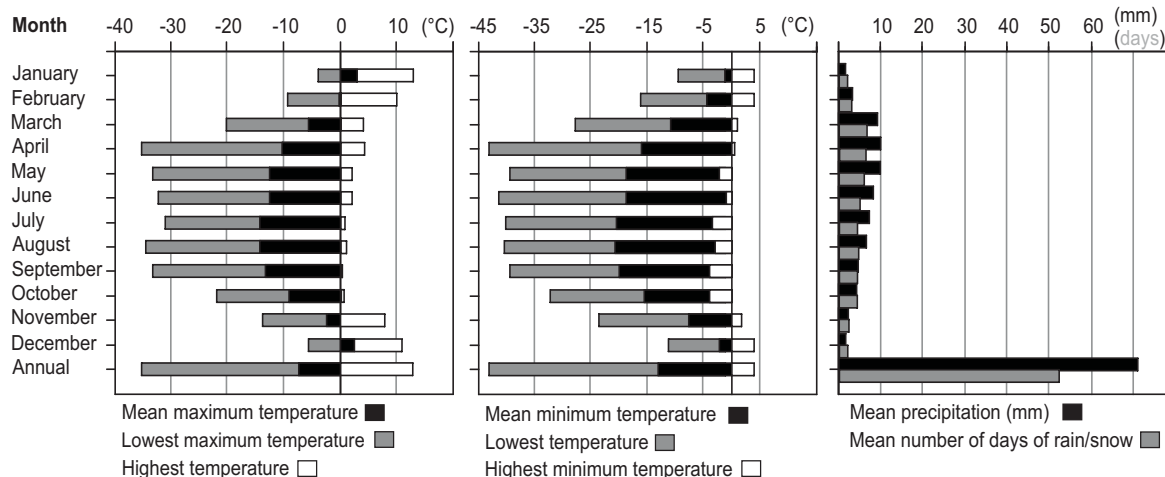 Month
-40 -30 -20 -10 0 10 (°C)
-45 -35 -25 -15 -5 5 (°C)
10 20 30 40 50 60 (mm)
(days)
January
February
March
April
May
June
July
August
September
October
November
December
Annual
Mean maximum temperature
Lowest maximum temperature
Highest temperature
Mean minimum temperature
Lowest temperature
Highest minimum temperature
Mean precipitation (mm)
Mean number of days of rain/snow